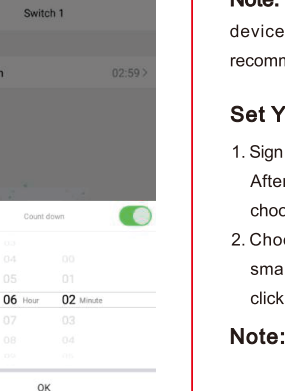 Switch 1
02:59 >
Count down
04 00
05 01
06 Hour 02 Minute
07 03
08 04
OK
Note:
device
recomm
Set Y
1. Sign
After
choo
2. Choo
sma
click
Note: